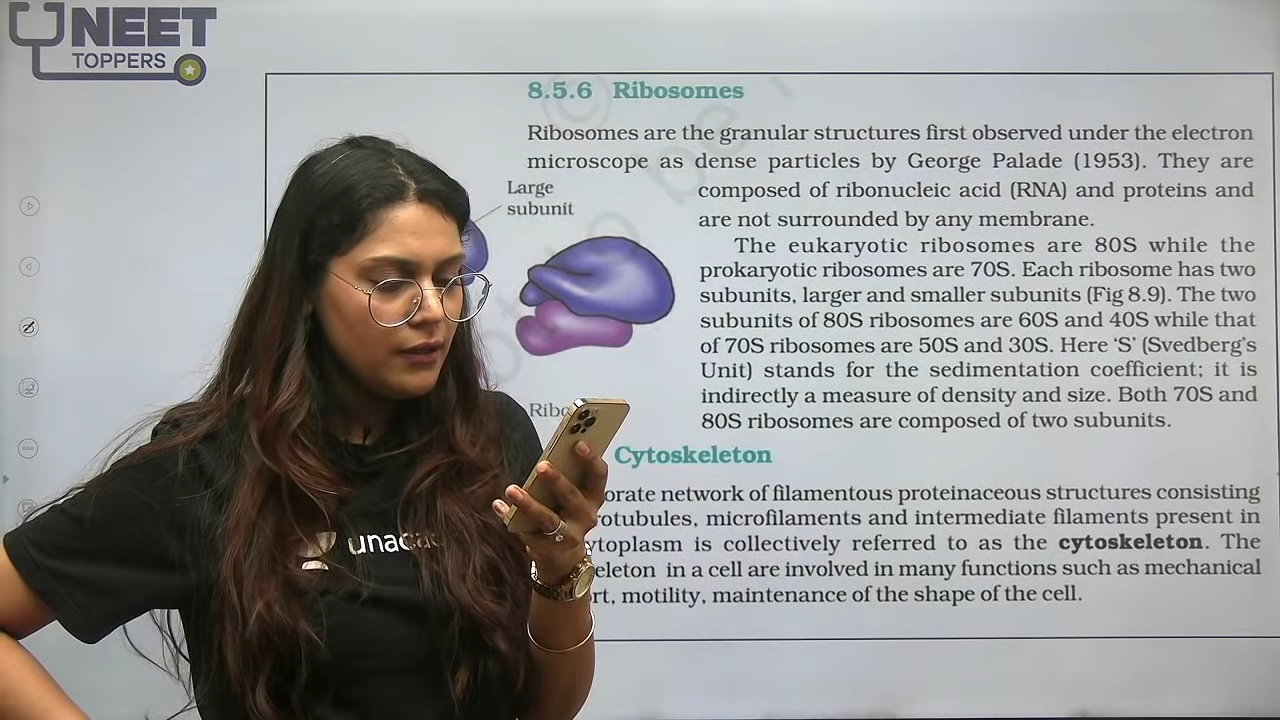 NEET
TOPPERS
8.5.6 Ribosomes
Ribosomes are the granular structures first observed under the electron
microscope as dense particles by George Palade (1953). They are
Large
subunit
composed of ribonucleic acid (RNA) and proteins and
are not surrounded by any membrane.
The eukaryotic ribosomes are 80S while the
prokaryotic ribosomes are 70S. Each ribosome has two
subunits, larger and smaller subunits (Fig 8.9). The two
subunits of 80S ribosomes are 60S and 40S while that
of 70S ribosomes are 50S and 30S. Here ‘S’ (Svedberg’s
Unit) stands for the sedimentation coefficient; it is
indirectly a measure of density and size. Both 70S and
80S ribosomes are composed of two subunits.
Cytoskeleton
network of filamentous proteinaceous structures consisting
microfilaments and intermediate filaments present in
is collectively referred to as the cytoskeleton. The
in a cell are involved in many functions such as mechanical
motility, maintenance of the shape of the cell.